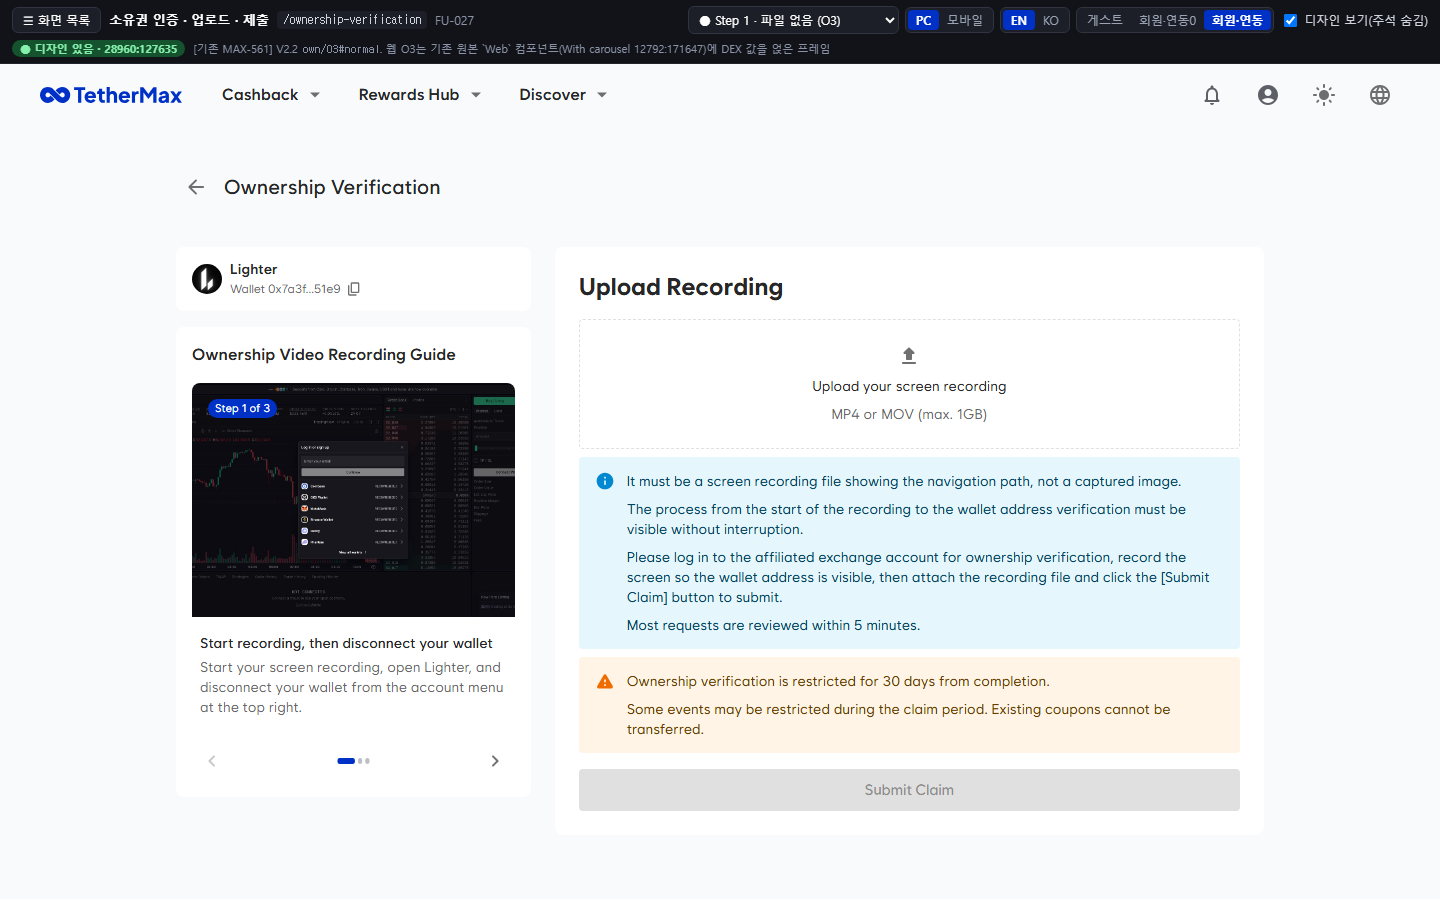 ☰ 화면 목록
소유권 인증 · 업로드 · 제출
/ownership-verification
FU-027
● Step 1 · 파일 없음 (O3)
PC 모바일
EN KO
게스트 회원·연동0 회원·연동
디자인 보기(주석 숨김)
● 디자인 있음 · 28960:127635
[기존 MAX-561] V2.2 own/O3#normal. 웹 O3는 기존 원본 `Web` 컴포넌트(With carousel 12792:171647)에 DEX 값을 얹은 프레임
TetherMax
Cashback
Rewards Hub
Discover
Ownership Verification
Lighter
Wallet 0x7a3f...51e9
Ownership Video Recording Guide
Step 1 of 3
Log in or sign up
NOT CONNECTED
Start recording, then disconnect your wallet
Start your screen recording, open Lighter, and
disconnect your wallet from the account menu
at the top right.
Upload Recording
Upload your screen recording
MP4 or MOV (max. 1GB)
It must be a screen recording file showing the navigation path, not a captured image.
The process from the start of the recording to the wallet address verification must be
visible without interruption.
Please log in to the affiliated exchange account for ownership verification, record the
screen so the wallet address is visible, then attach the recording file and click the [Submit
Claim] button to submit.
Most requests are reviewed within 5 minutes.
Ownership verification is restricted for 30 days from completion.
Some events may be restricted during the claim period. Existing coupons cannot be
transferred.
Submit Claim